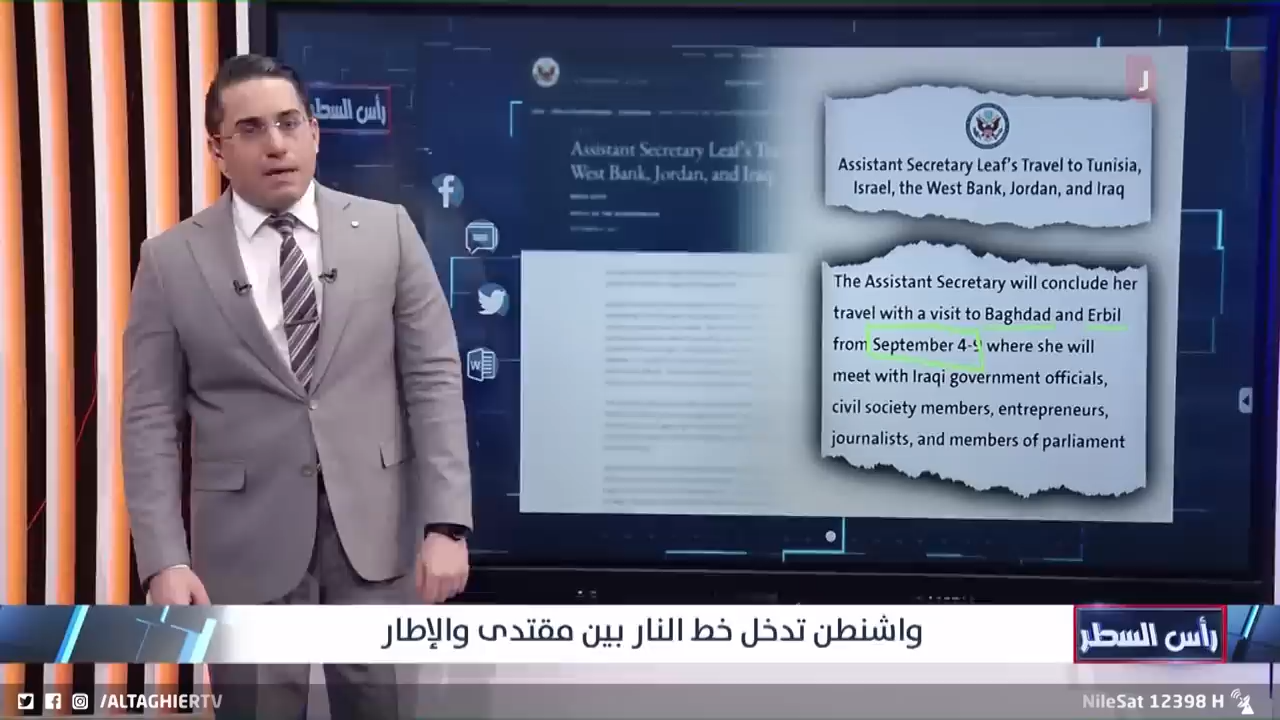 رأس السطر
Assistant Secretary Leaf's
West Bank, Jordan, and Iraq
Assistant Secretary Leaf's Travel to Tunisia,
Israel, the West Bank, Jordan, and Iraq
The Assistant Secretary will conclude her
travel with a visit to Baghdad and Erbil
from September 4-9 where she will
meet with Iraqi government officials,
civil society members, entrepreneurs,
journalists, and members of parliament
واشنطن تدخل خط النار بين مقتدى والإطار
رأس السطر
/ALTAGHIERTV
NileSat 12398 H